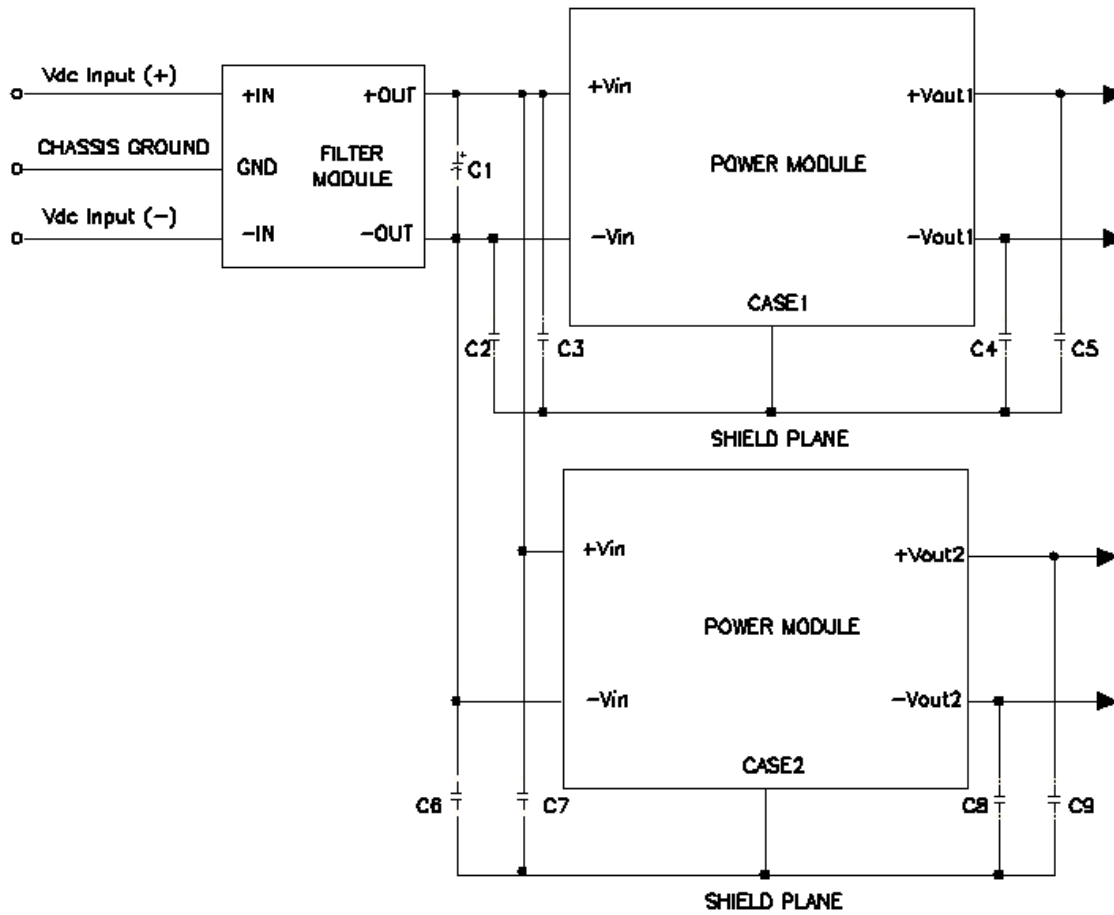 Vdc Input (+)
CHASSIS GROUND
Vdc Input (-)
+IN
+OUT
GND
FILTER
MODULE
-IN
-OUT
C1
+
+Vin
+Vout1
POWER MODULE
-Vin
-Vout1
CASE1
C2
C3
C4
C5
SHIELD PLANE
+Vin
+Vout2
POWER MODULE
-Vin
-Vout2
CASE2
C6
C7
C8
C9
SHIELD PLANE